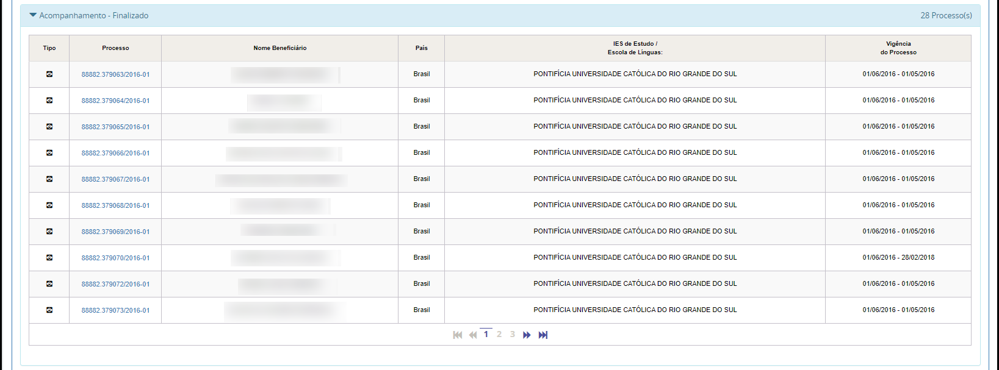 Acompanhamento - Finalizado 28 Processo(s)
Tipo Processo Nome Beneficiário País IES de Estudo / Escola de Línguas: Vigência do Processo
88882.379063/2016-01 Brasil PONTIFÍCIA UNIVERSIDADE CATÓLICA DO RIO GRANDE DO SUL 01/06/2016 - 01/05/2016
88882.379064/2016-01 Brasil PONTIFÍCIA UNIVERSIDADE CATÓLICA DO RIO GRANDE DO SUL 01/06/2016 - 01/05/2016
88882.379065/2016-01 Brasil PONTIFÍCIA UNIVERSIDADE CATÓLICA DO RIO GRANDE DO SUL 01/06/2016 - 01/05/2016
88882.379066/2016-01 Brasil PONTIFÍCIA UNIVERSIDADE CATÓLICA DO RIO GRANDE DO SUL 01/06/2016 - 01/05/2016
88882.379067/2016-01 Brasil PONTIFÍCIA UNIVERSIDADE CATÓLICA DO RIO GRANDE DO SUL 01/06/2016 - 01/05/2016
88882.379068/2016-01 Brasil PONTIFÍCIA UNIVERSIDADE CATÓLICA DO RIO GRANDE DO SUL 01/06/2016 - 01/05/2016
88882.379069/2016-01 Brasil PONTIFÍCIA UNIVERSIDADE CATÓLICA DO RIO GRANDE DO SUL 01/06/2016 - 01/05/2016
88882.379070/2016-01 Brasil PONTIFÍCIA UNIVERSIDADE CATÓLICA DO RIO GRANDE DO SUL 01/06/2016 - 28/02/2018
88882.379072/2016-01 Brasil PONTIFÍCIA UNIVERSIDADE CATÓLICA DO RIO GRANDE DO SUL 01/06/2016 - 01/05/2016
88882.379073/2016-01 Brasil PONTIFÍCIA UNIVERSIDADE CATÓLICA DO RIO GRANDE DO SUL 01/06/2016 - 01/05/2016
1 2 3